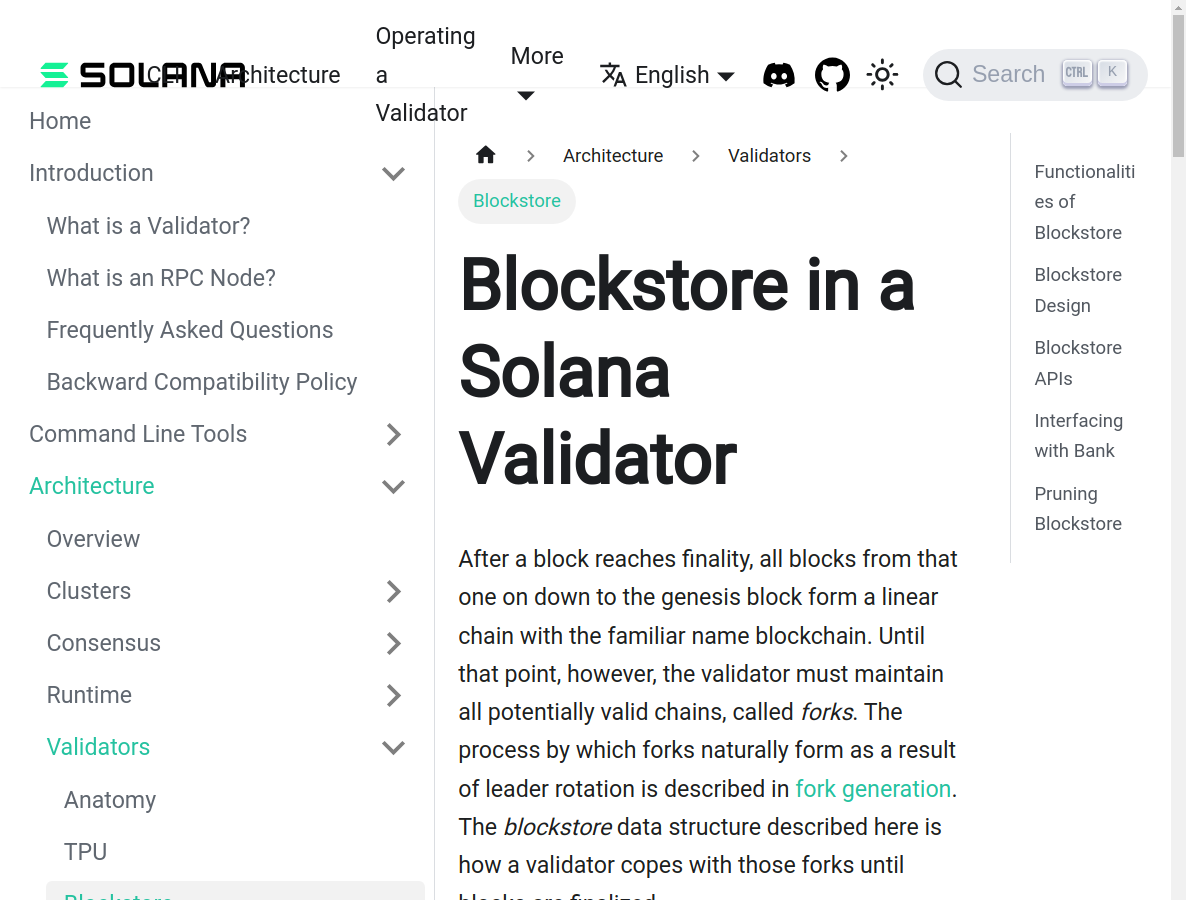 SOLANA
CLI
Architecture
Operating
a
Validator
More
English
Search
CTRL
K
Home
Introduction
What is a Validator?
What is an RPC Node?
Frequently Asked Questions
Backward Compatibility Policy
Command Line Tools
Architecture
Overview
Clusters
Consensus
Runtime
Validators
Anatomy
TPU
Blockstore
Architecture
Validators
Blockstore
Blockstore in a
Solana
Validator
After a block reaches finality, all blocks from that
one on down to the genesis block form a linear
chain with the familiar name blockchain. Until
that point, however, the validator must maintain
all potentially valid chains, called forks. The
process by which forks naturally form as a result
of leader rotation is described in fork generation.
The blockstore data structure described here is
how a validator copes with those forks until
blocks are finalized.
Functionaliti
es of
Blockstore
Blockstore
Design
Blockstore
APIs
Interfacing
with Bank
Pruning
Blockstore